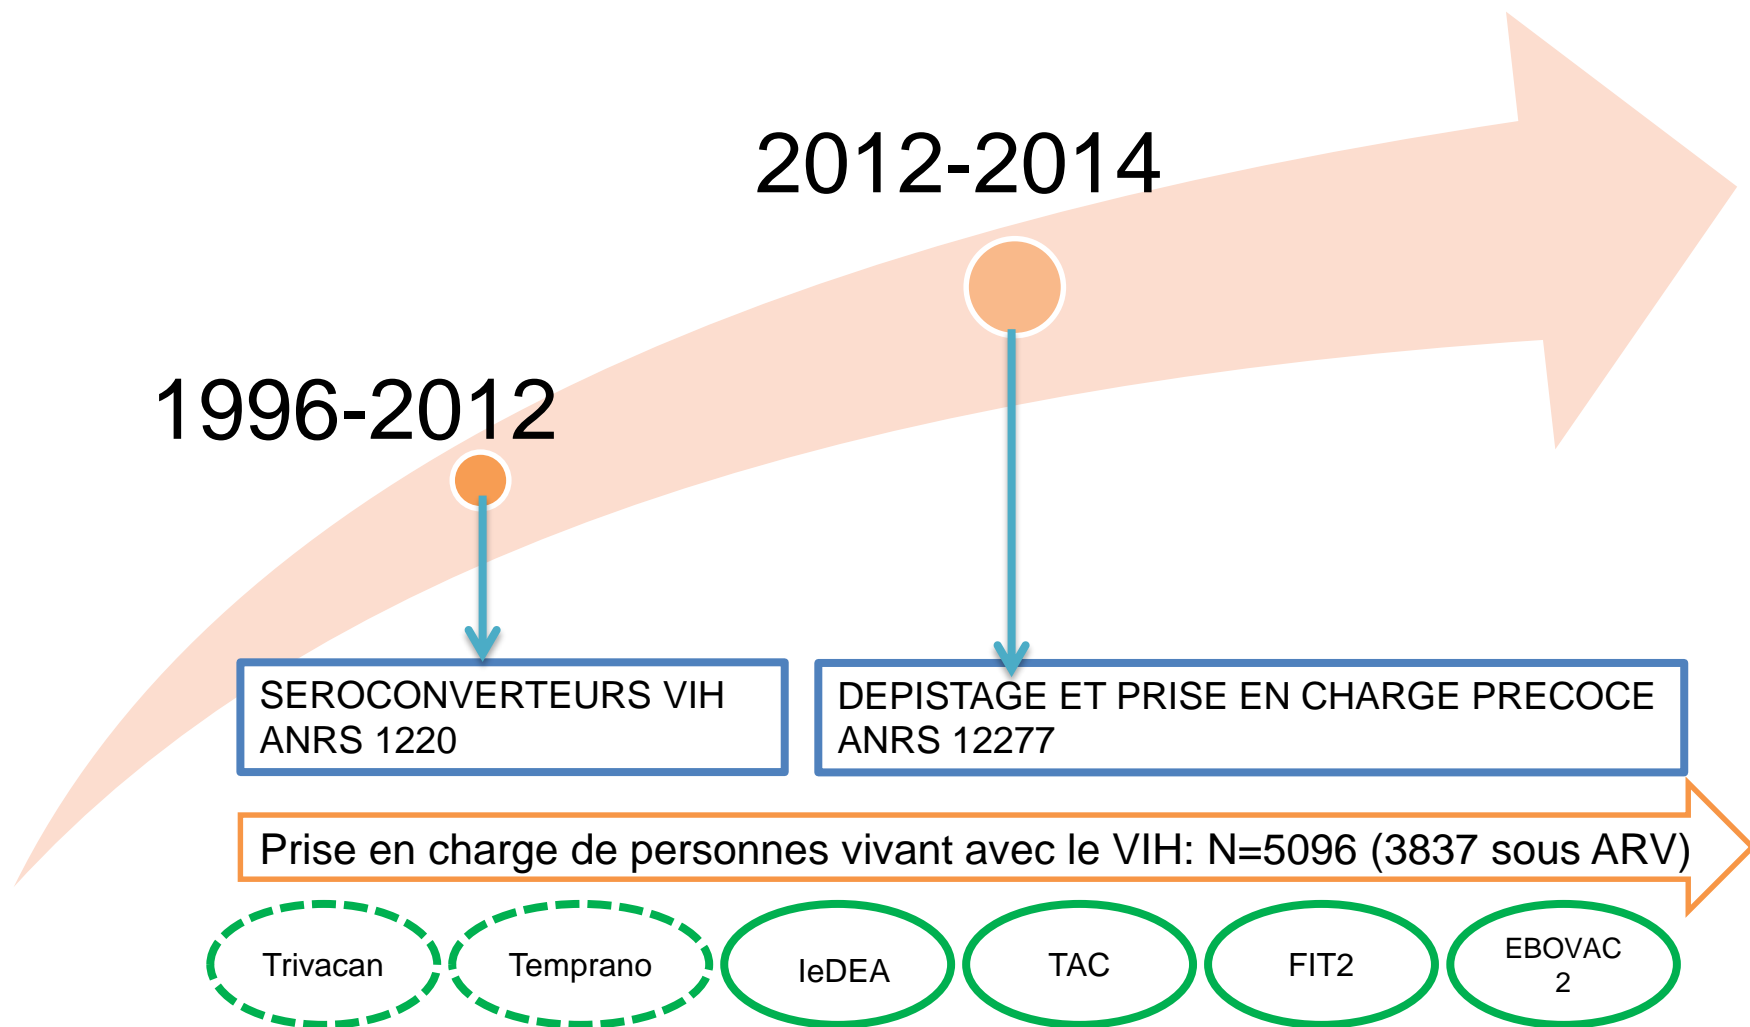 2012-2014
1996-2012
SEROCONVERTEURS VIH
ANRS 1220
DEPISTAGE ET PRISE EN CHARGE PRECOCE
ANRS 12277
Prise en charge de personnes vivant avec le VIH: N=5096 (3837 sous ARV)
Trivacan
Temprano
IeDEA
TAC
FIT2
EBOVAC
2